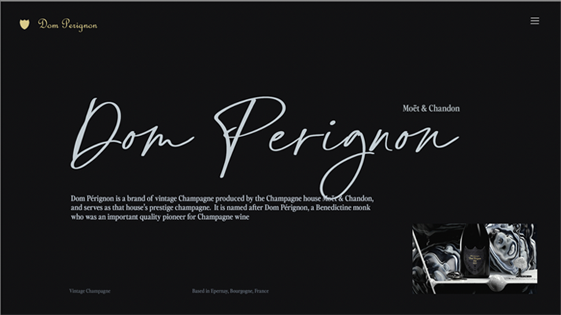 Dom Perignon
Moët & Chandon
Dom Perignon
Dom Pérignon is a brand of vintage Champagne produced by the Champagne house Moët & Chandon,
and serves as that house's prestige champagne. It is named after Dom Pérignon, a Benedictine monk
who was an important quality pioneer for Champagne wine
Vintage Champagne
Based in Epernay, Bourgogne, France